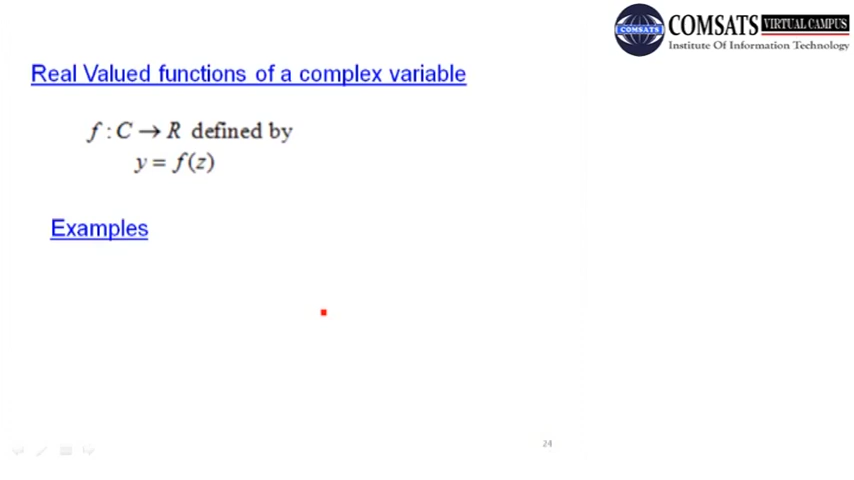 COMSATS VIRTUAL CAMPUS
COMSATS
Institute Of Information Technology
Real Valued functions of a complex variable
f : C → R defined by
y = f(z)
Examples
24